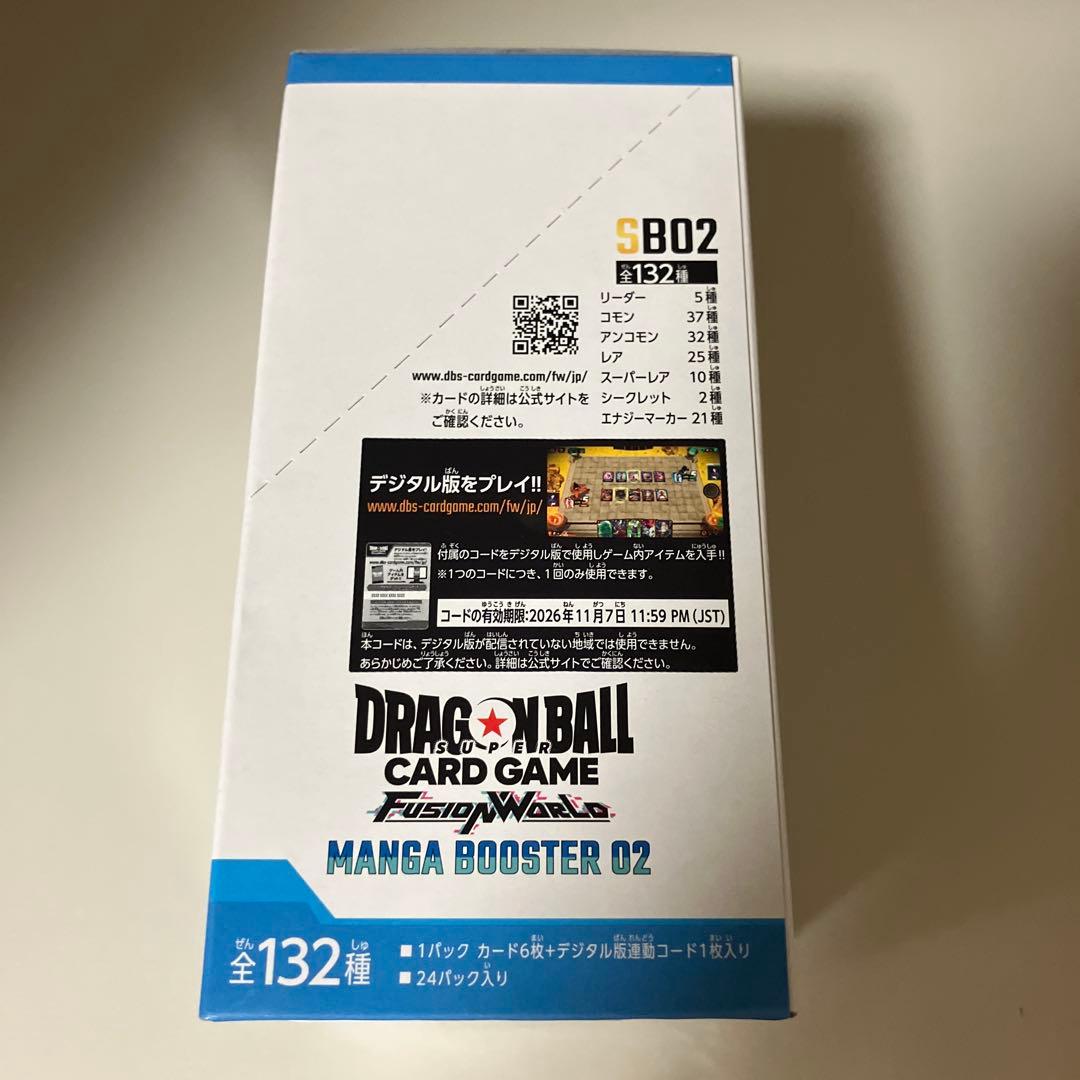 SB02
全132種
リーダー 5種
コモン 37種
アンコモン 32種
レア 25種
スーパーレア 10種
シークレット 2種
エナジーマーカー 21種
www.dbs-cardgame.com/fw/jp/
※カードの詳細は公式サイトを
ご確認ください。
デジタル版をプレイ!!
www.dbs-cardgame.com/fw/jp/
付属のコードをデジタル版で使用しゲーム内アイテムを入手!!
※1つのコードにつき、1回のみ使用できます。
コードの有効期限:2026年11月7日 11:59 PM (JST)
本コードは、デジタル版が配信されていない地域では使用できません。
あらかじめご了承ください。詳細は公式サイトでご確認ください。
DRAGON BALL
SUPER
CARD GAME
FUSION WORLD
MANGA BOOSTER 02
全132種
■1パック カード6枚+デジタル版連動コード1枚入り
■24パック入り